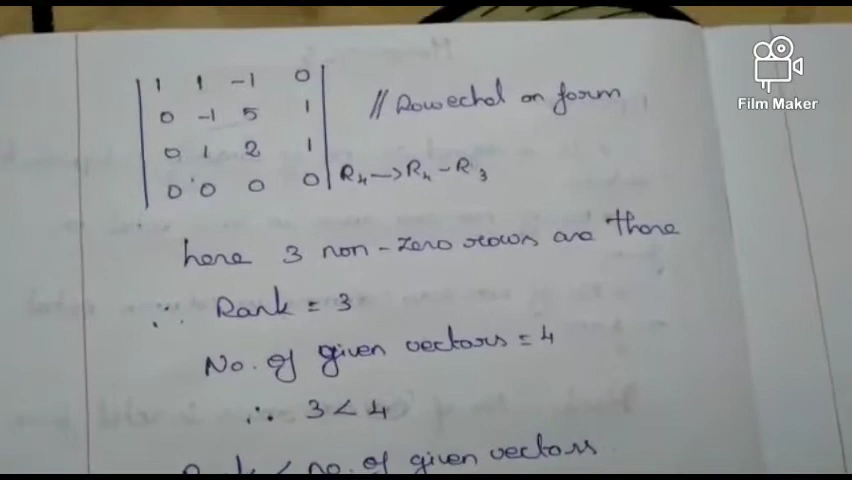 1 1 -1 0
0 -1 5 1 // Rowechel on form
0 1 2 1
0 0 0 0 R₄ → R₄ - R₃
here 3 non-zero rows are there
∴ Rank = 3
No. of given vectors = 4
∴ 3 < 4
< no. of given vectors
Film Maker